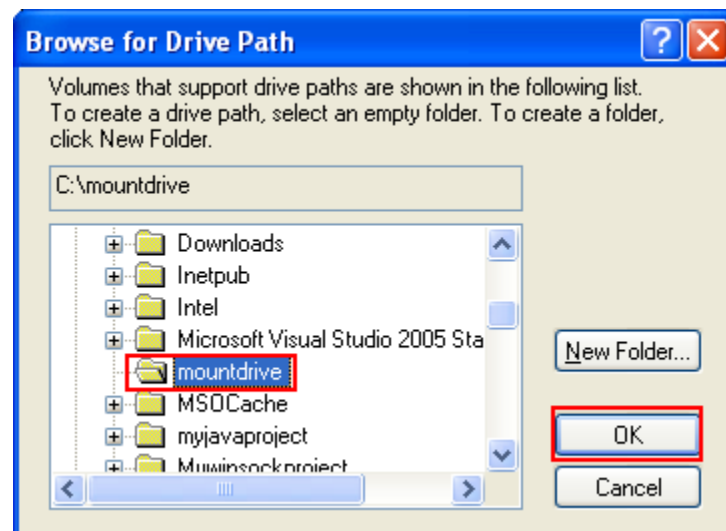 Browse for Drive Path
Volumes that support drive paths are shown in the following list.
To create a drive path, select an empty folder. To create a folder,
click New Folder.
C:\mountdrive
Downloads
Inetpub
Intel
Microsoft Visual Studio 2005 Sta
mountdrive
MSOCache
myjavaproject
Mywinsockproject
New Folder...
OK
Cancel